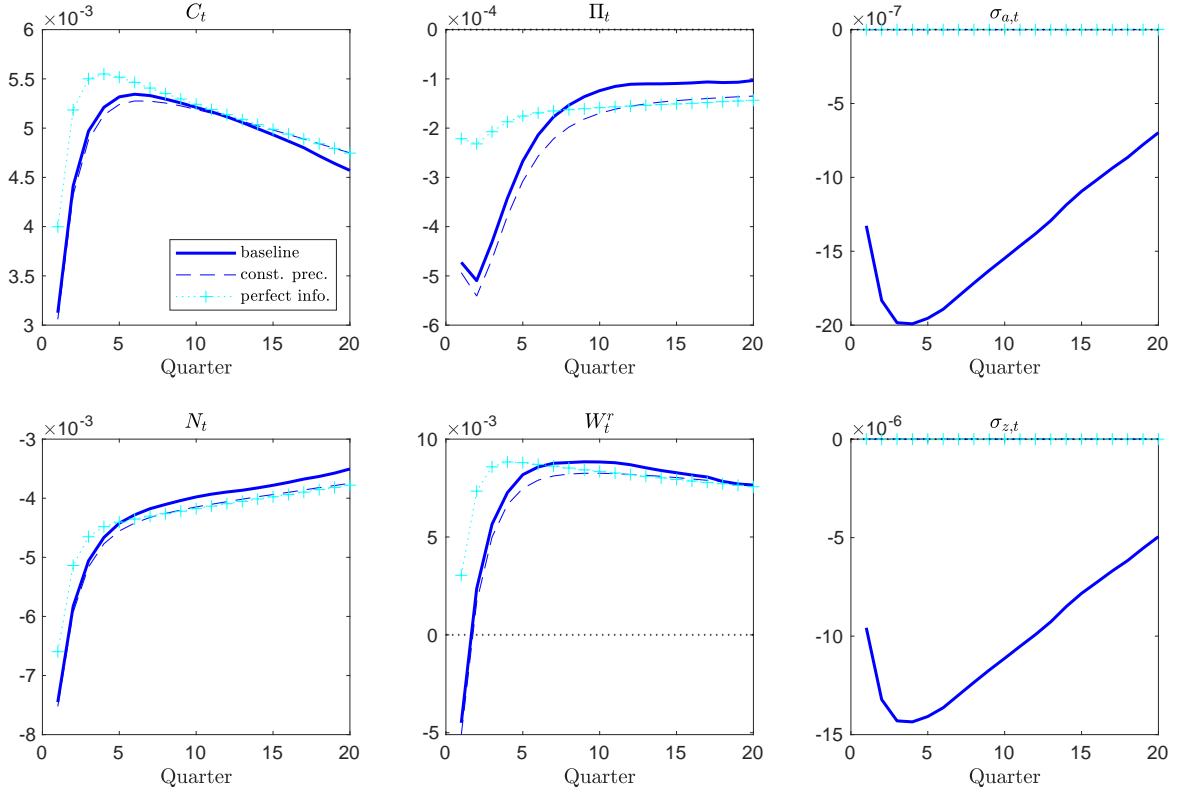 C_t
×10^-3
6
5.5
5
4.5
4
3.5
3
0 5 10 15 20
Quarter
baseline
const. prec.
perfect info.
Π_t
×10^-4
0
-1
-2
-3
-4
-5
-6
0 5 10 15 20
Quarter
σ_{a,t}
×10^-7
0
-5
-10
-15
-20
0 5 10 15 20
Quarter
N_t
×10^-3
-3
-4
-5
-6
-7
-8
0 5 10 15 20
Quarter
W_t^r
×10^-3
10
5
0
-5
0 5 10 15 20
Quarter
σ_{z,t}
×10^-6
0
-5
-10
-15
0 5 10 15 20
Quarter